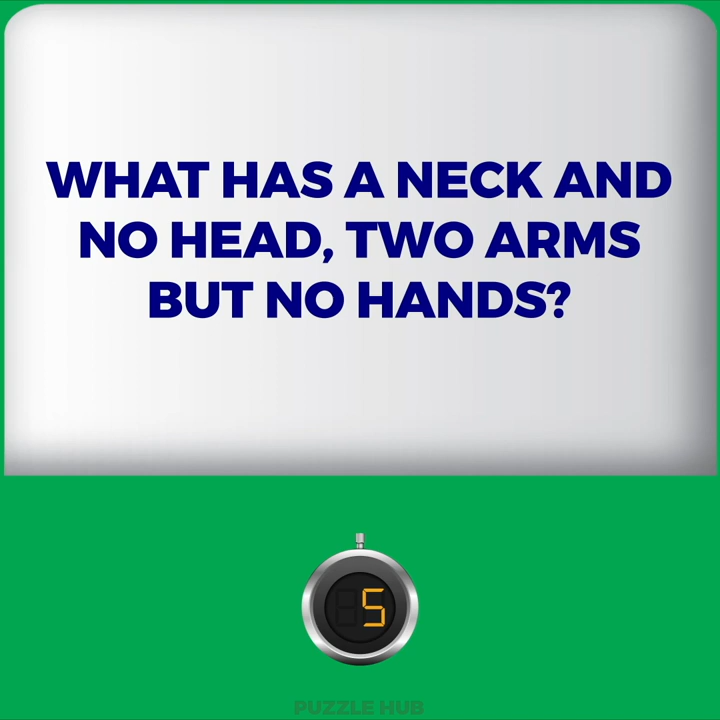 WHAT HAS A NECK AND
NO HEAD, TWO ARMS
BUT NO HANDS?
5
PUZZLE HUB